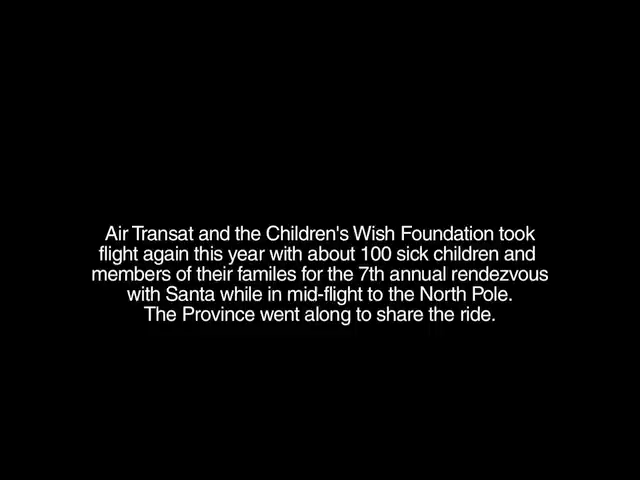 Air Transat and the Children's Wish Foundation took
flight again this year with about 100 sick children and
members of their familes for the 7th annual rendezvous
with Santa while in mid-flight to the North Pole.
The Province went along to share the ride.